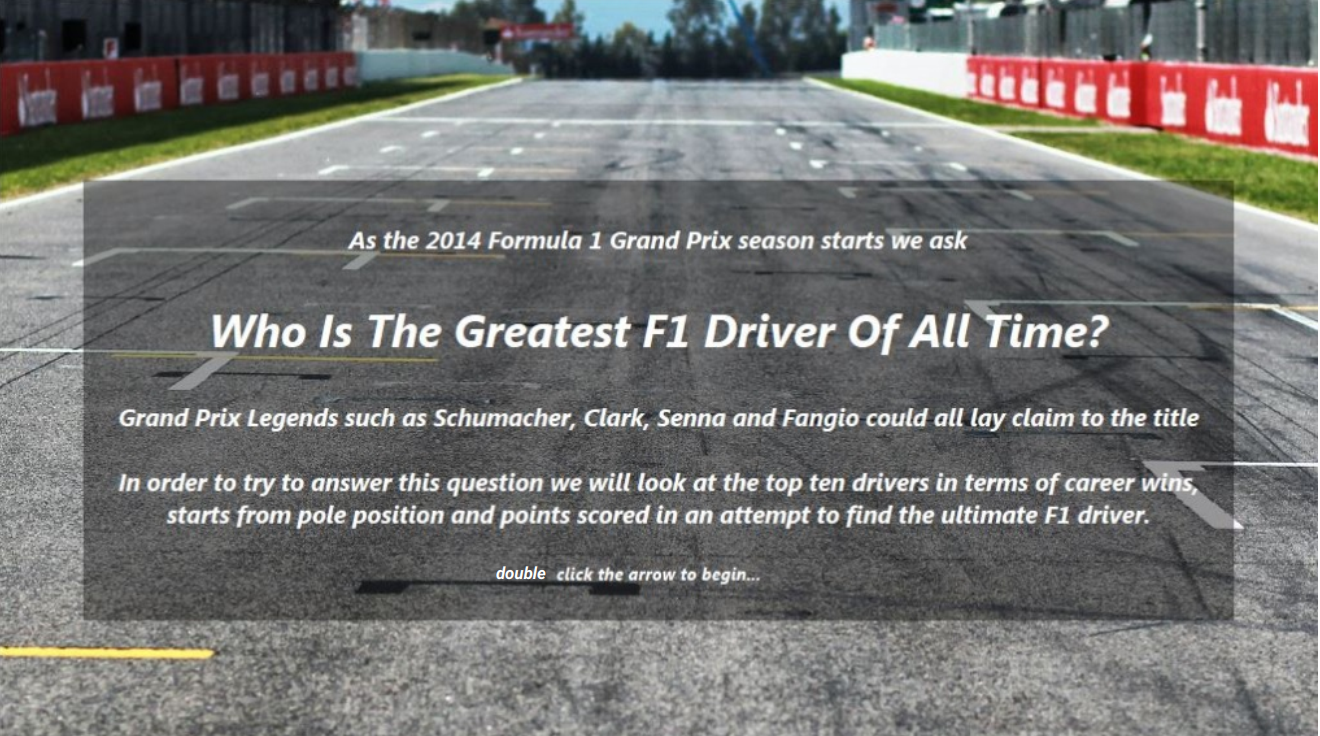 As the 2014 Formula 1 Grand Prix season starts we ask
Who Is The Greatest F1 Driver Of All Time?
Grand Prix Legends such as Schumacher, Clark, Senna and Fangio could all lay claim to the title
In order to try to answer this question we will look at the top ten drivers in terms of career wins,
starts from pole position and points scored in an attempt to find the ultimate F1 driver.
double click the arrow to begin...